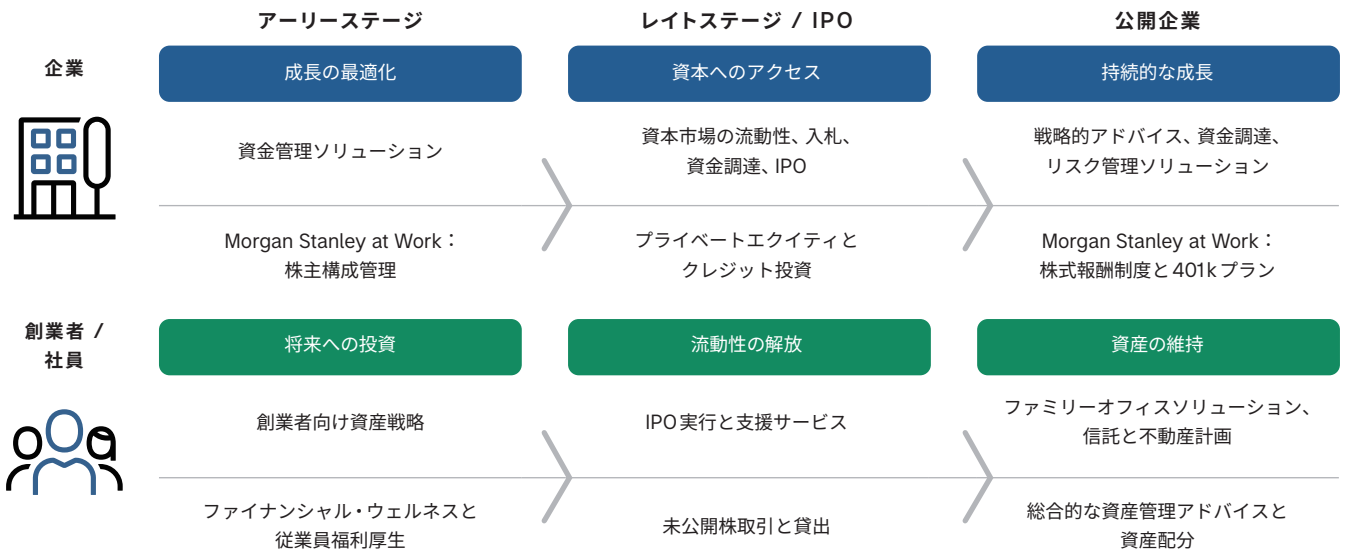 アーリーステージ
レイトステージ / IPO
公開企業
企業
成長の最適化
資本へのアクセス
持続的な成長
資金管理ソリューション
資本市場の流動性、入札、
資金調達、IPO
戦略的アドバイス、資金調達、
リスク管理ソリューション
Morgan Stanley at Work：
株主構成管理
プライベートエクイティと
クレジット投資
Morgan Stanley at Work：
株式報酬制度と401kプラン
創業者 /
社員
将来への投資
流動性の解放
資産の維持
創業者向け資産戦略
IPO実行と支援サービス
ファミリーオフィスソリューション、
信託と不動産計画
ファイナンシャル・ウェルネスと
従業員福利厚生
未公開株取引と貸出
総合的な資産管理アドバイスと
資産配分